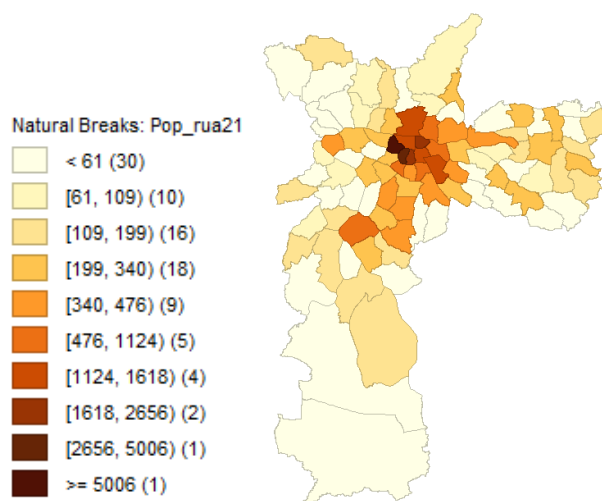 Natural Breaks: Pop_rua21
< 61 (30)
[61, 109) (10)
[109, 199) (16)
[199, 340) (18)
[340, 476) (9)
[476, 1124) (5)
[1124, 1618) (4)
[1618, 2656) (2)
[2656, 5006) (1)
>= 5006 (1)